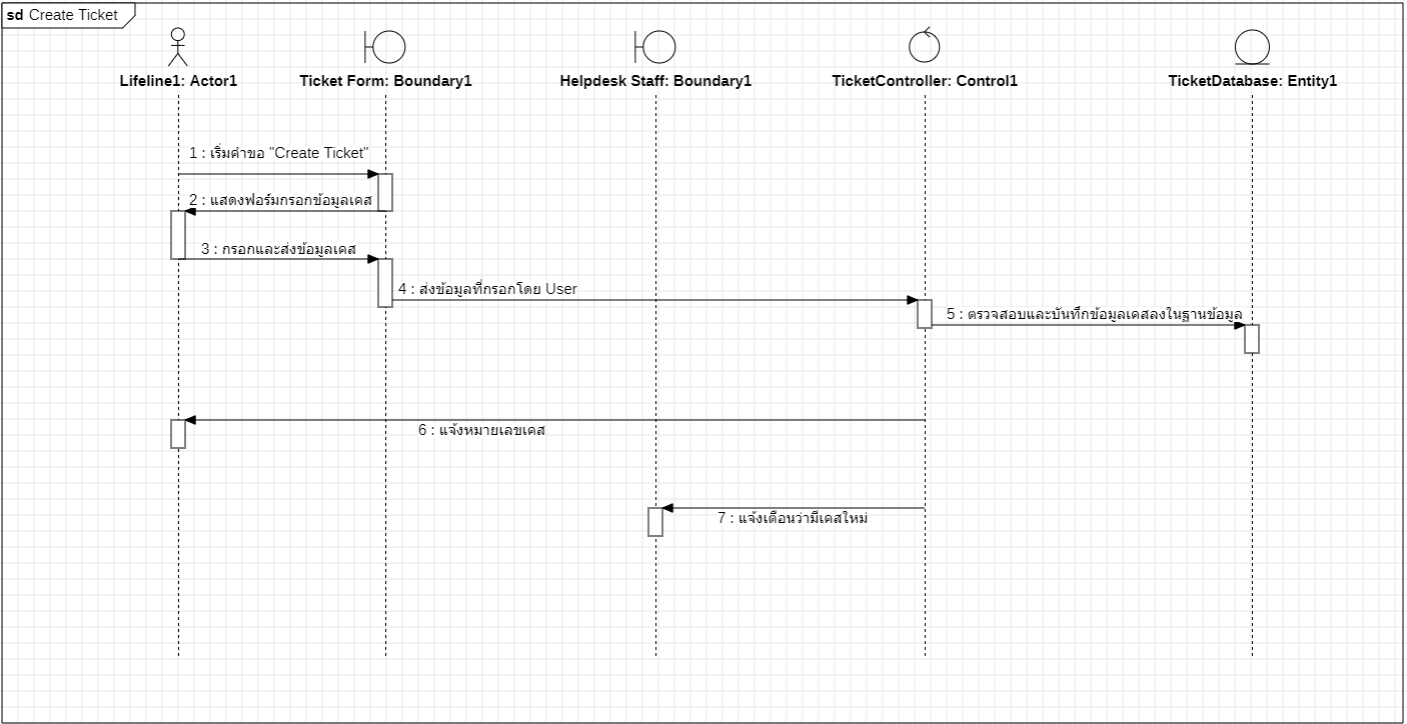 sd Create Ticket
Lifeline1: Actor1
Ticket Form: Boundary1
Helpdesk Staff: Boundary1
TicketController: Control1
TicketDatabase: Entity1
1 : เริ่มคำขอ "Create Ticket"
2 : แสดงฟอร์มกรอกข้อมูลเคส
3 : กรอกและส่งข้อมูลเคส
4 : ส่งข้อมูลที่กรอกโดย User
5 : ตรวจสอบและบันทึกข้อมูลเคสลงในฐานข้อมูล
6 : แจ้งหมายเลขเคส
7 : แจ้งเตือนว่ามีเคสใหม่